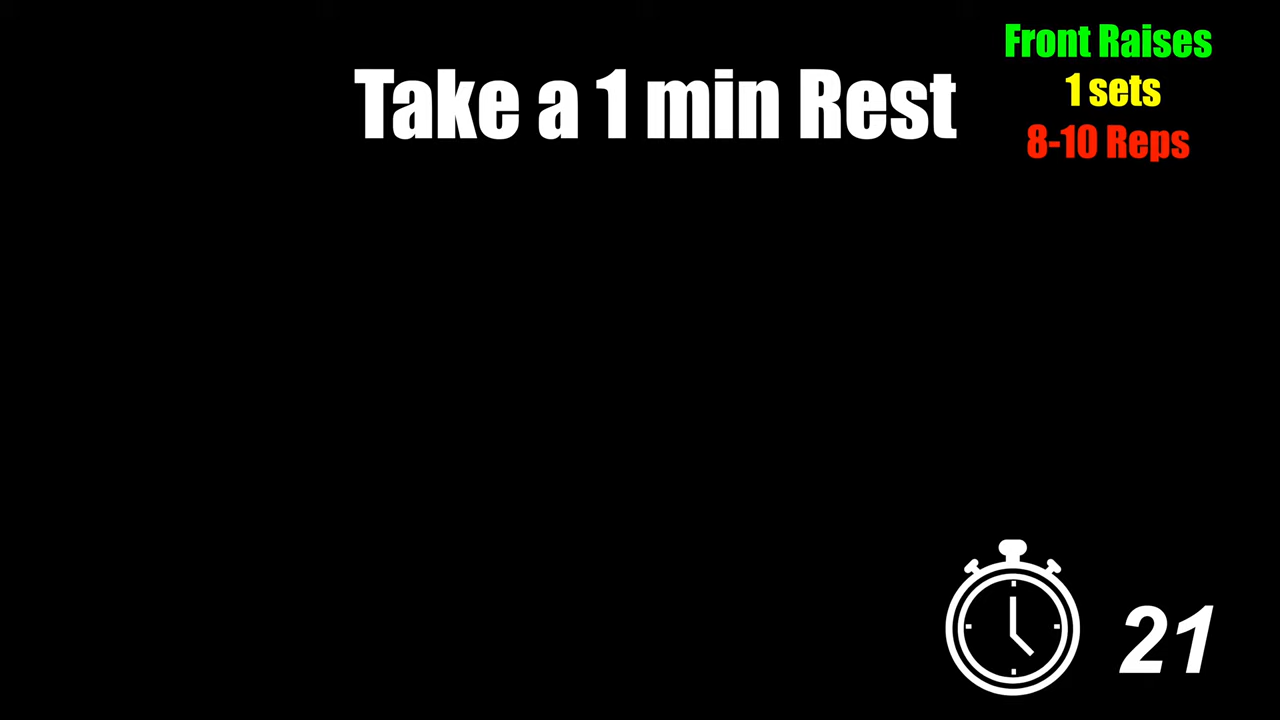 Take a 1 min Rest
Front Raises
1 sets
8-10 Reps
21